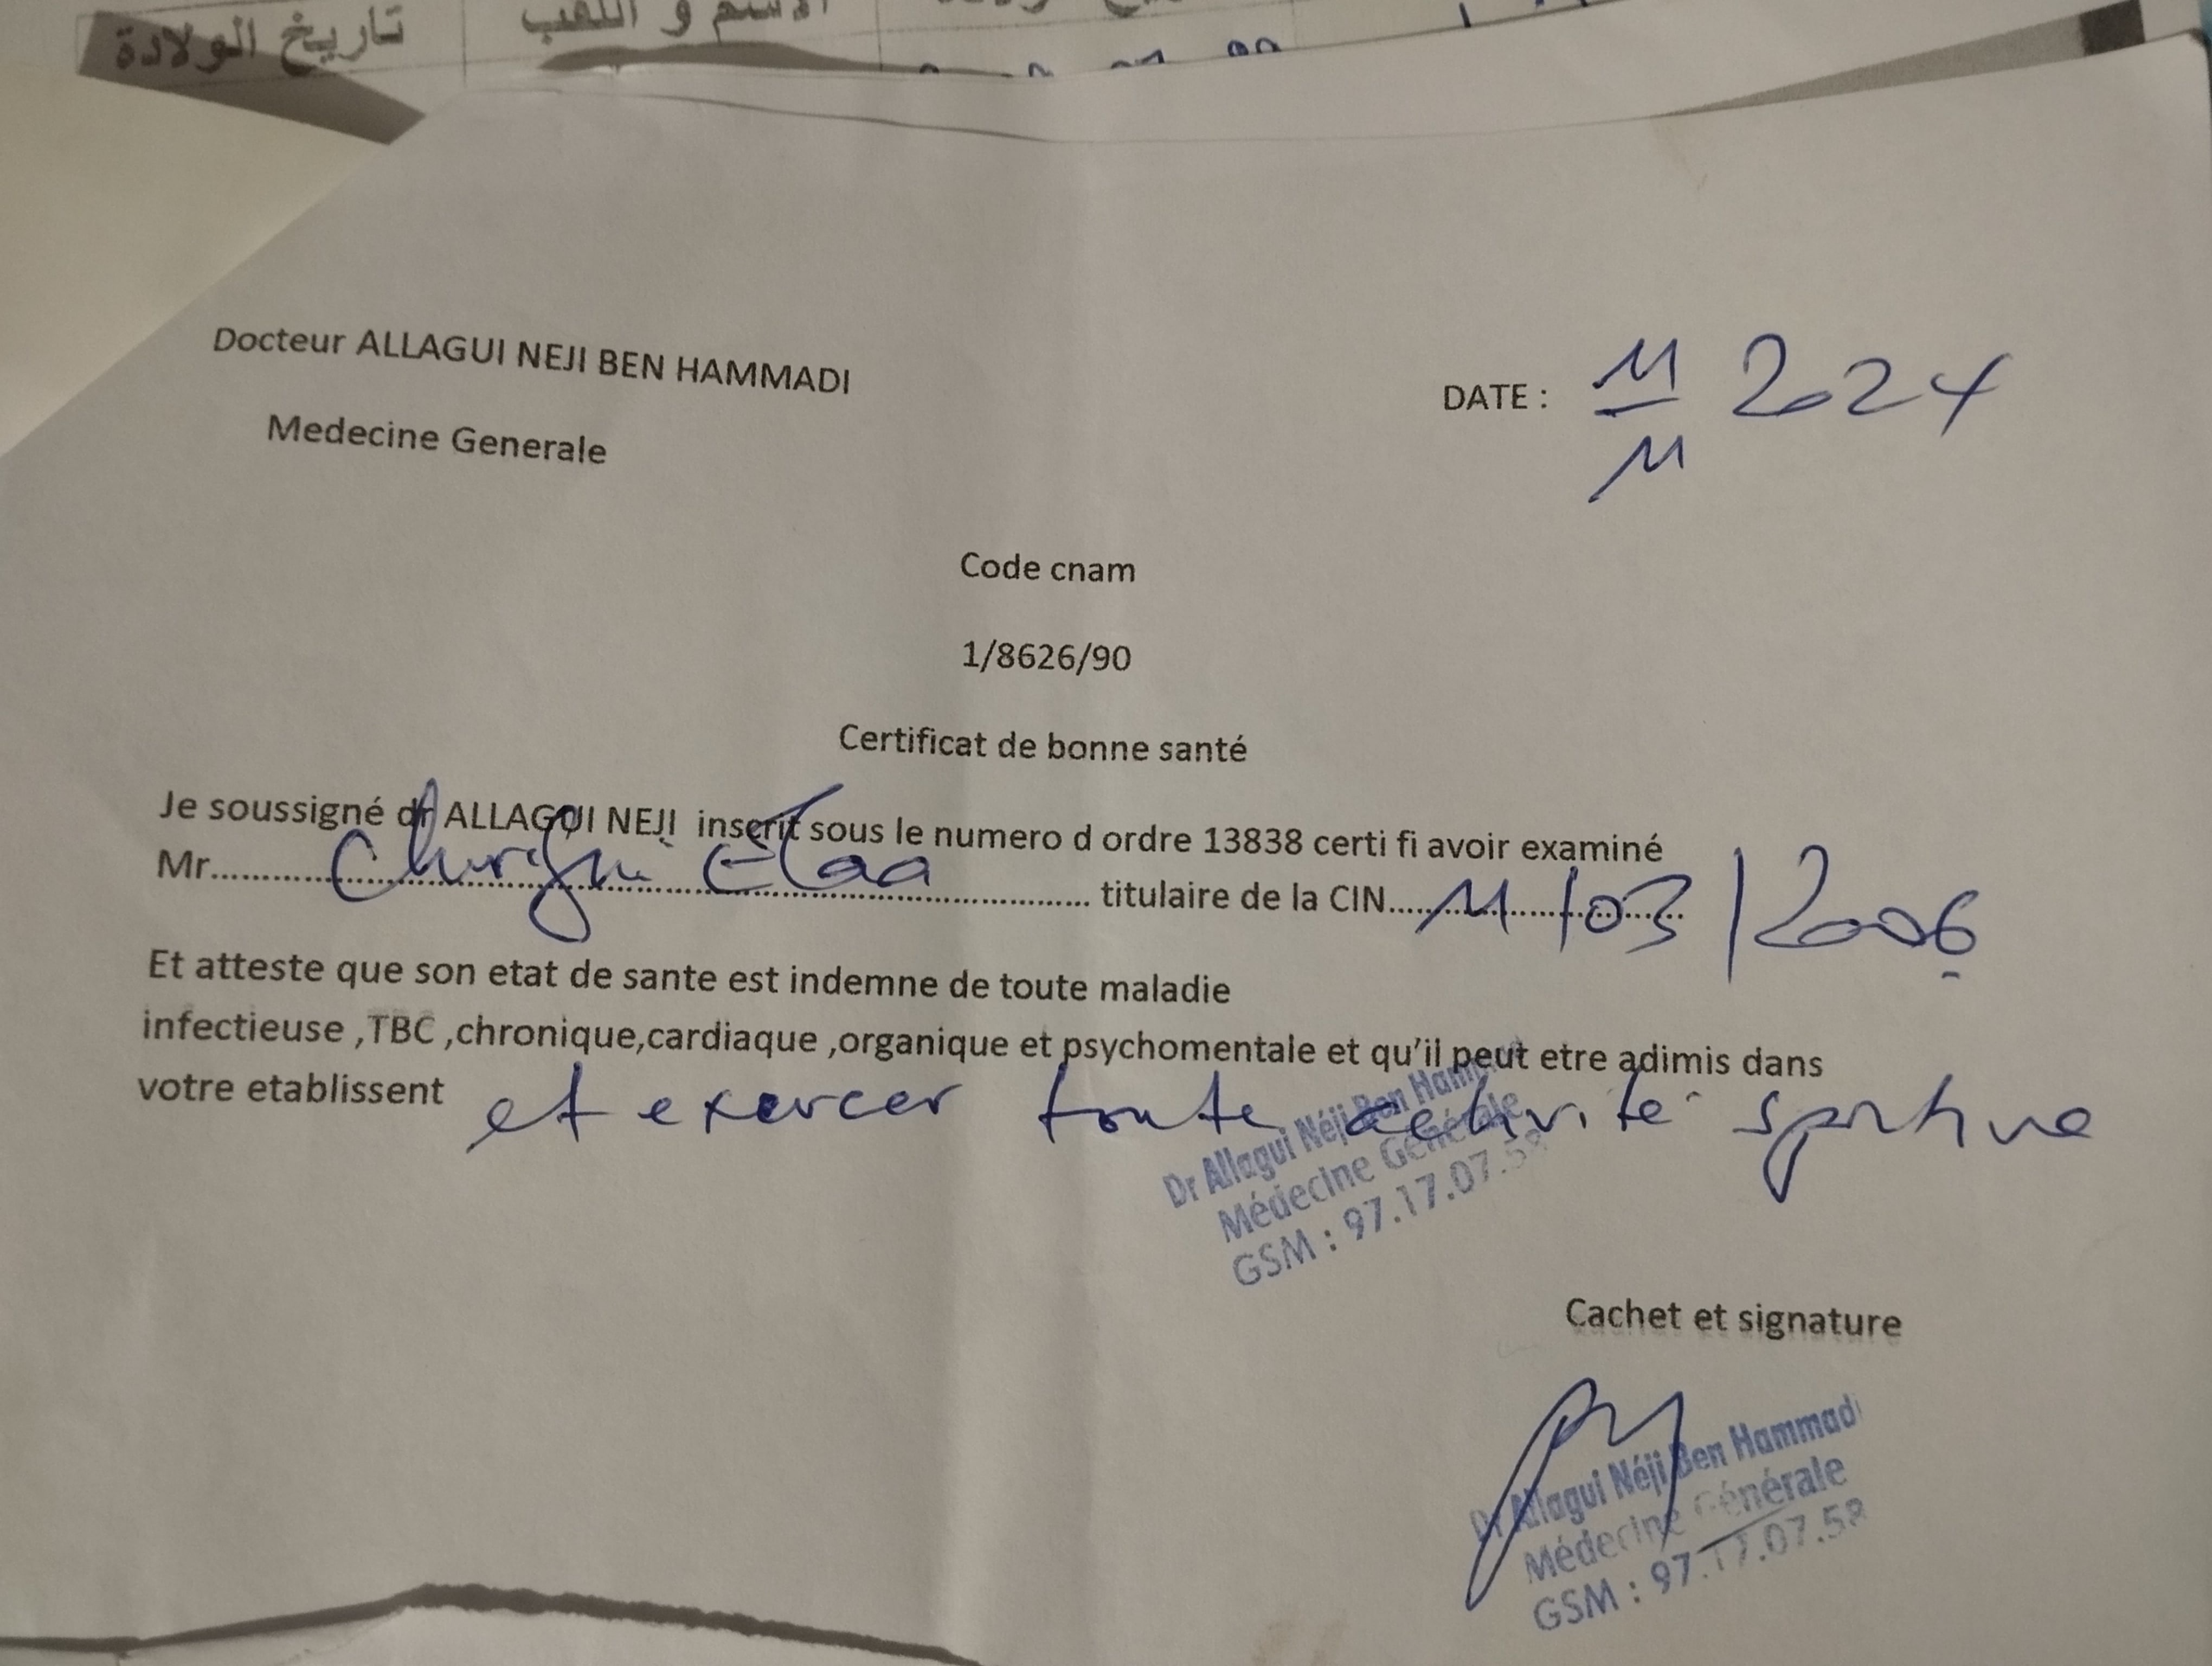 تاريخ الولادة
الاسم و اللقب
Docteur ALLAGUI NEJI BEN HAMMADI
Medecine Generale
DATE : 11/11 2024
Code cnam
1/8626/90
Certificat de bonne santé
Je soussigné dr ALLAGUI NEJI inscrit sous le numero d ordre 13838 certi fi avoir examiné
Mr.................... titulaire de la CIN....11/03/2006
Et atteste que son etat de sante est indemne de toute maladie
infectieuse ,TBC ,chronique,cardiaque ,organique et psychomentale et qu'il peut etre adimis dans
votre etablissent et exercer toute activité sportive
Dr Allagui Néji Ben Hamm
Médecine Générale
GSM : 97.17.07.58
Cachet et signature
Dr Allagui Néji Ben Hammadi
Médecine Générale
GSM : 97.17.07.58